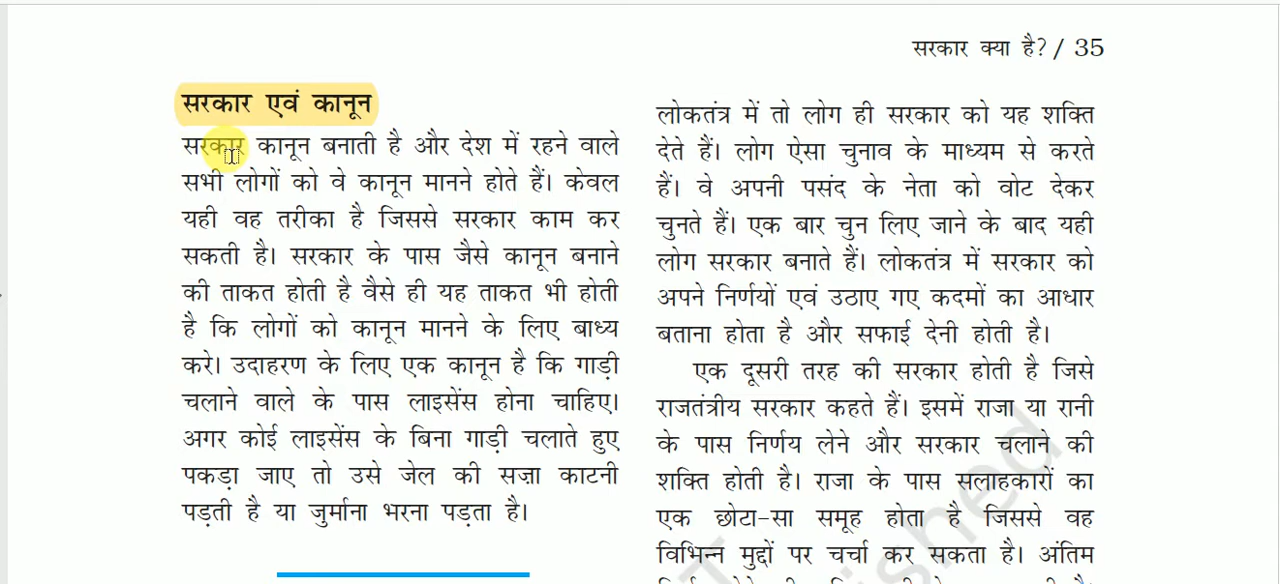 सरकार क्या है? / 35
सरकार एवं कानून
सरकार कानून बनाती है और देश में रहने वाले
सभी लोगों को वे कानून मानने होते हैं। केवल
यही वह तरीका है जिससे सरकार काम कर
सकती है। सरकार के पास जैसे कानून बनाने
की ताकत होती है वैसे ही यह ताकत भी होती
है कि लोगों को कानून मानने के लिए बाध्य
करे। उदाहरण के लिए एक कानून है कि गाड़ी
चलाने वाले के पास लाइसेंस होना चाहिए।
अगर कोई लाइसेंस के बिना गाड़ी चलाते हुए
पकड़ा जाए तो उसे जेल की सज़ा काटनी
पड़ती है या जुर्माना भरना पड़ता है।
लोकतंत्र में तो लोग ही सरकार को यह शक्ति
देते हैं। लोग ऐसा चुनाव के माध्यम से करते
हैं। वे अपनी पसंद के नेता को वोट देकर
चुनते हैं। एक बार चुन लिए जाने के बाद यही
लोग सरकार बनाते हैं। लोकतंत्र में सरकार को
अपने निर्णयों एवं उठाए गए कदमों का आधार
बताना होता है और सफाई देनी होती है।
एक दूसरी तरह की सरकार होती है जिसे
राजतंत्रीय सरकार कहते हैं। इसमें राजा या रानी
के पास निर्णय लेने और सरकार चलाने की
शक्ति होती है। राजा के पास सलाहकारों का
एक छोटा-सा समूह होता है जिससे वह
विभिन्न मुद्दों पर चर्चा कर सकता है। अंतिम